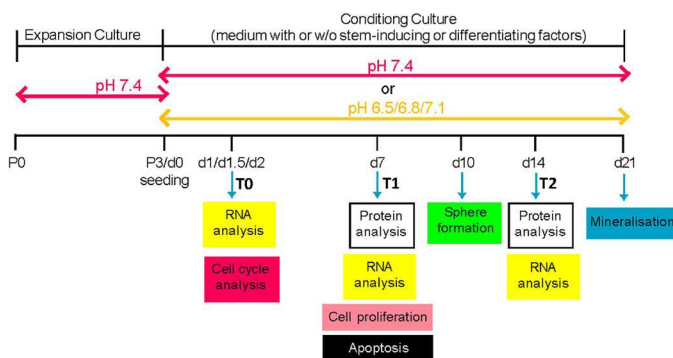 Expansion Culture
Conditiong Culture
(medium with or w/o stem-inducing or differentiating factors)
pH 7.4
pH 7.4
or
pH 6.5/6.8/7.1
P0
P3/d0
seeding
d1/d1.5/d2
d7
d10
d14
d21
T0
T1
T2
RNA
analysis
Protein
analysis
Sphere
formation
Protein
analysis
Mineralisation
Cell cycle
analysis
RNA
analysis
RNA
analysis
Cell proliferation
Apoptosis